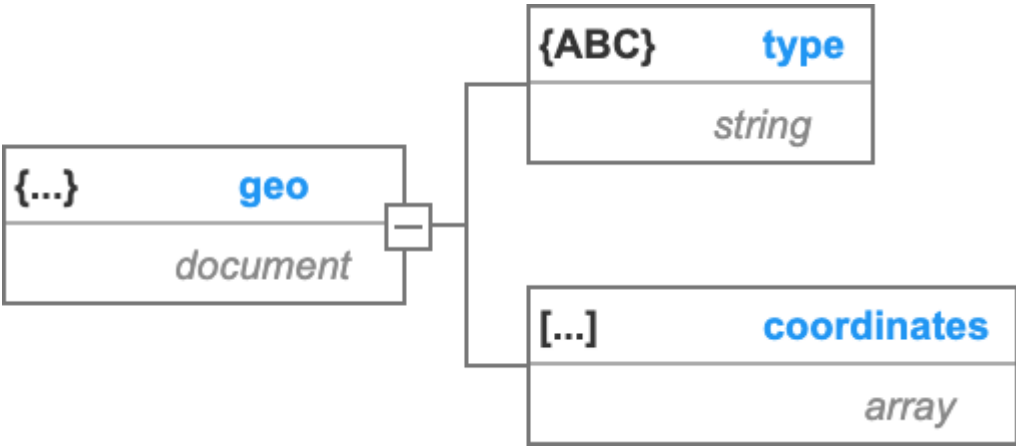 {ABC} type
string
{...} geo
document
[...] coordinates
array